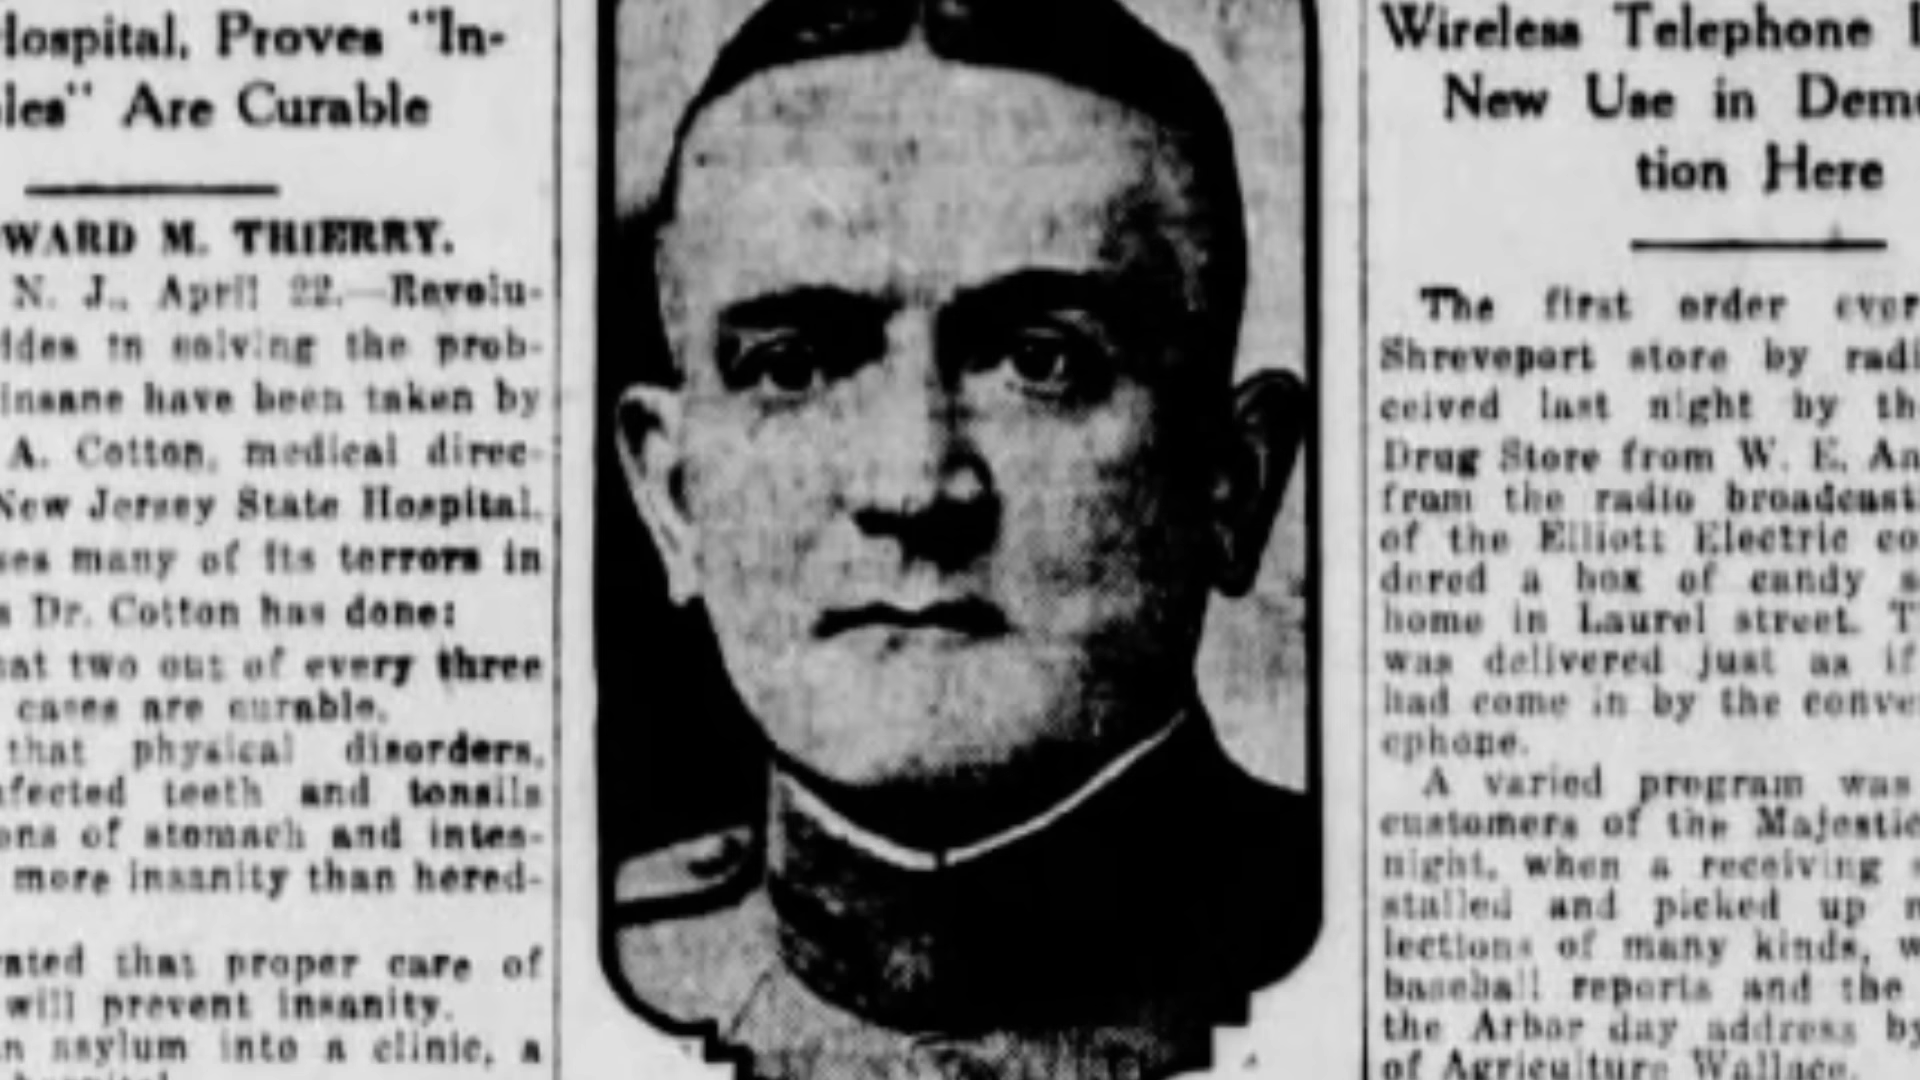 Hospital, Proves "In-
les" Are Curable
WARD M. THIERRY.
N. J., April 22.—Revolu-
ides in solving the prob-
insane have been taken by
A. Cotton, medical direc-
New Jersey State Hospital.
ses many of its terrors in
s Dr. Cotton has done:
at two out of every three
cases are curable.
that physical disorders,
nfected teeth and tonsils
ons of stomach and intes-
more insanity than hered-
rated that proper care of
will prevent insanity.
n asylum into a clinic, a
hospital
Wireless Telephone
New Use in Dem
tion Here
The first order ever
Shreveport store by radi
ceived last night by th
Drug Store from W. E. An
from the radio broadcasti
of the Elliott Electric co
dered a box of candy s
home in Laurel street. T
was delivered just as if
had come in by the conve
ephone.
A varied program was
customers of the Majestic
night, when a receiving s
stalled and picked up
lections of many kinds, w
baseball reports and the
the Arbor day address by
of Agriculture Wallace.